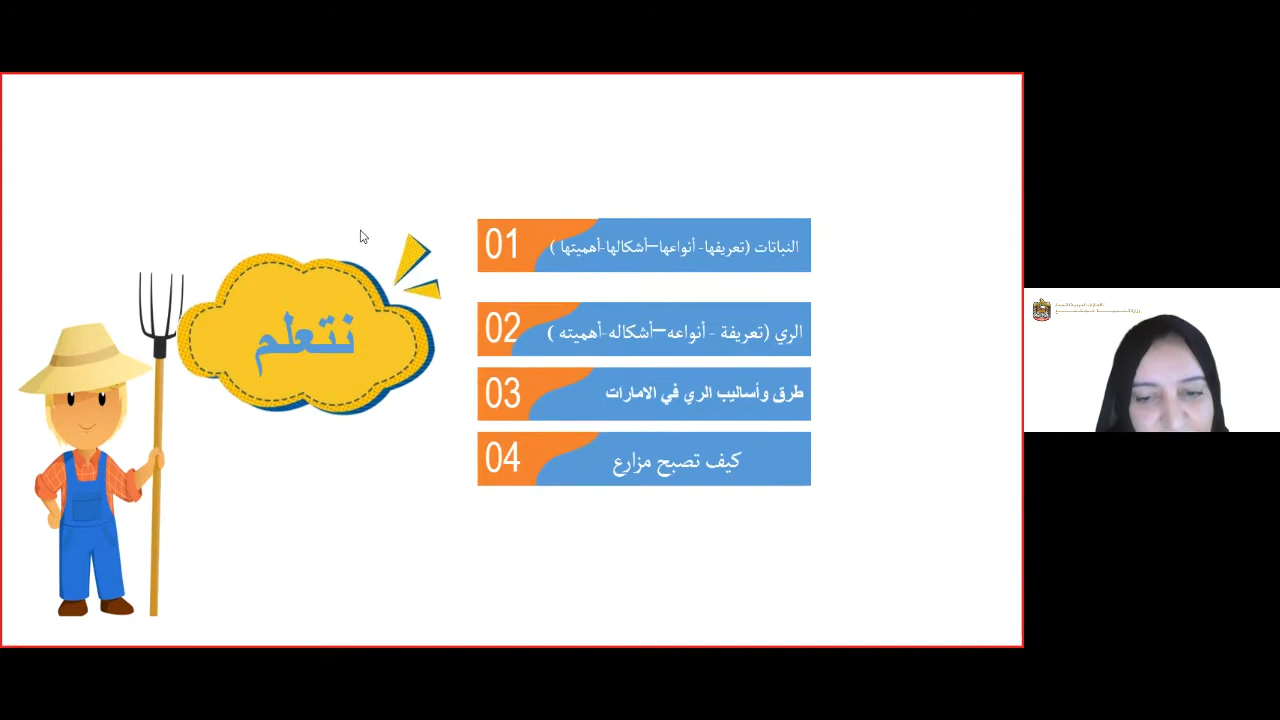 نتعلم
01 النباتات (تعريفها- أنواعها–أشكالها-أهميتها )
02 الري (تعريفة - أنواعه–أشكاله-أهميته )
03 طرق وأساليب الري في الامارات
04 كيف تصبح مزارع